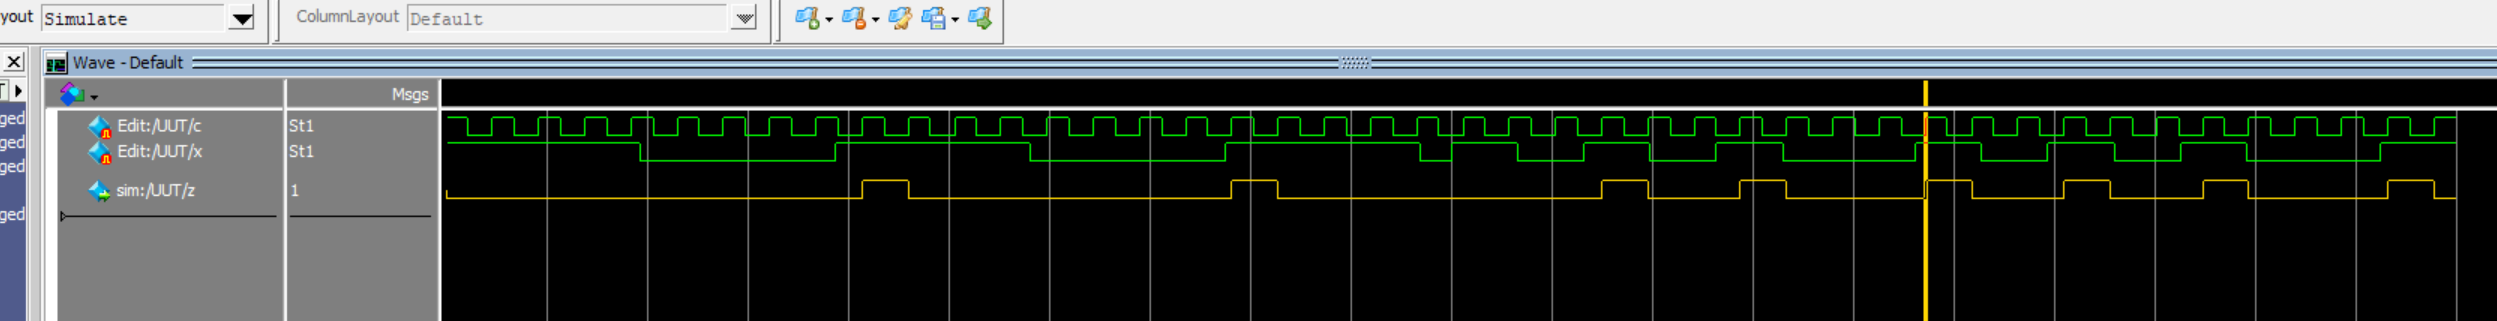 yout Simulate ColumnLayout Default
Wave - Default
Msgs
ged Edit:/UUT/c St1
ged Edit:/UUT/x St1
ged sim:/UUT/z 1
ged